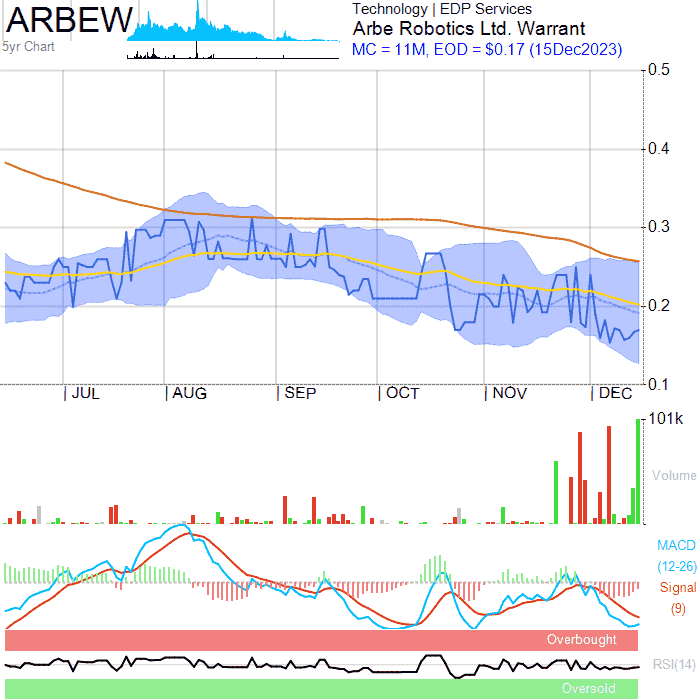 ARBEW
5yr Chart
Technology | EDP Services
Arbe Robotics Ltd. Warrant
MC = 11M, EOD = $0.17 (15Dec2023)
0.5
0.4
0.3
0.2
0.1
JUL AUG SEP OCT NOV DEC
101k
Volume
MACD
(12-26)
Signal
(9)
Overbought
RSI(14)
Oversold